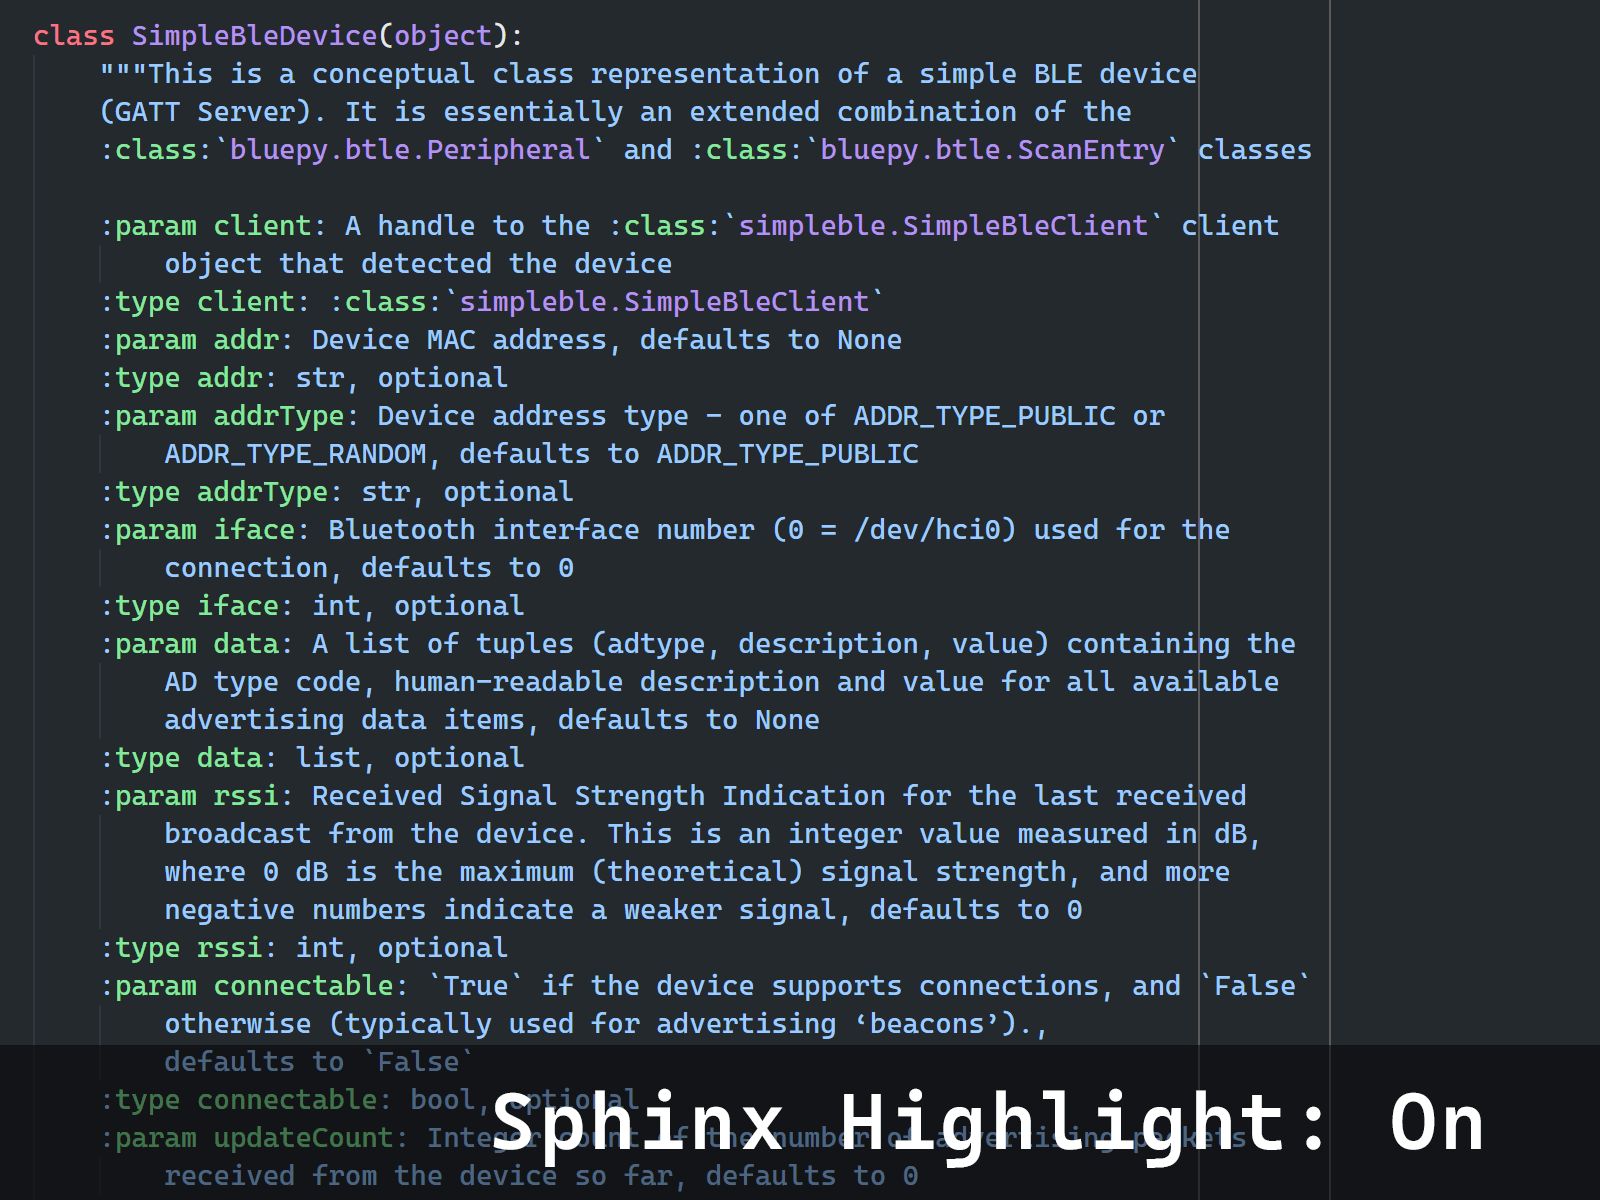 class SimpleBleDevice(object):
    """This is a conceptual class representation of a simple BLE device
    (GATT Server). It is essentially an extended combination of the
    :class:`bluepy.btle.Peripheral` and :class:`bluepy.btle.ScanEntry` classes

    :param client: A handle to the :class:`simpleble.SimpleBleClient` client
        object that detected the device
    :type client: :class:`simpleble.SimpleBleClient`
    :param addr: Device MAC address, defaults to None
    :type addr: str, optional
    :param addrType: Device address type - one of ADDR_TYPE_PUBLIC or
        ADDR_TYPE_RANDOM, defaults to ADDR_TYPE_PUBLIC
    :type addrType: str, optional
    :param iface: Bluetooth interface number (0 = /dev/hci0) used for the
        connection, defaults to 0
    :type iface: int, optional
    :param data: A list of tuples (adtype, description, value) containing the
        AD type code, human-readable description and value for all available
        advertising data items, defaults to None
    :type data: list, optional
    :param rssi: Received Signal Strength Indication for the last received
        broadcast from the device. This is an integer value measured in dB,
        where 0 dB is the maximum (theoretical) signal strength, and more
        negative numbers indicate a weaker signal, defaults to 0
    :type rssi: int, optional
    :param connectable: `True` if the device supports connections, and `False`
        otherwise (typically used for advertising ‘beacons’).,
        defaults to `False`
    :type connectable: bool, optional
    :param updateCount: Integer count of the number of advertising packets
        received from the device so far, defaults to 0
Sphinx Highlight: On